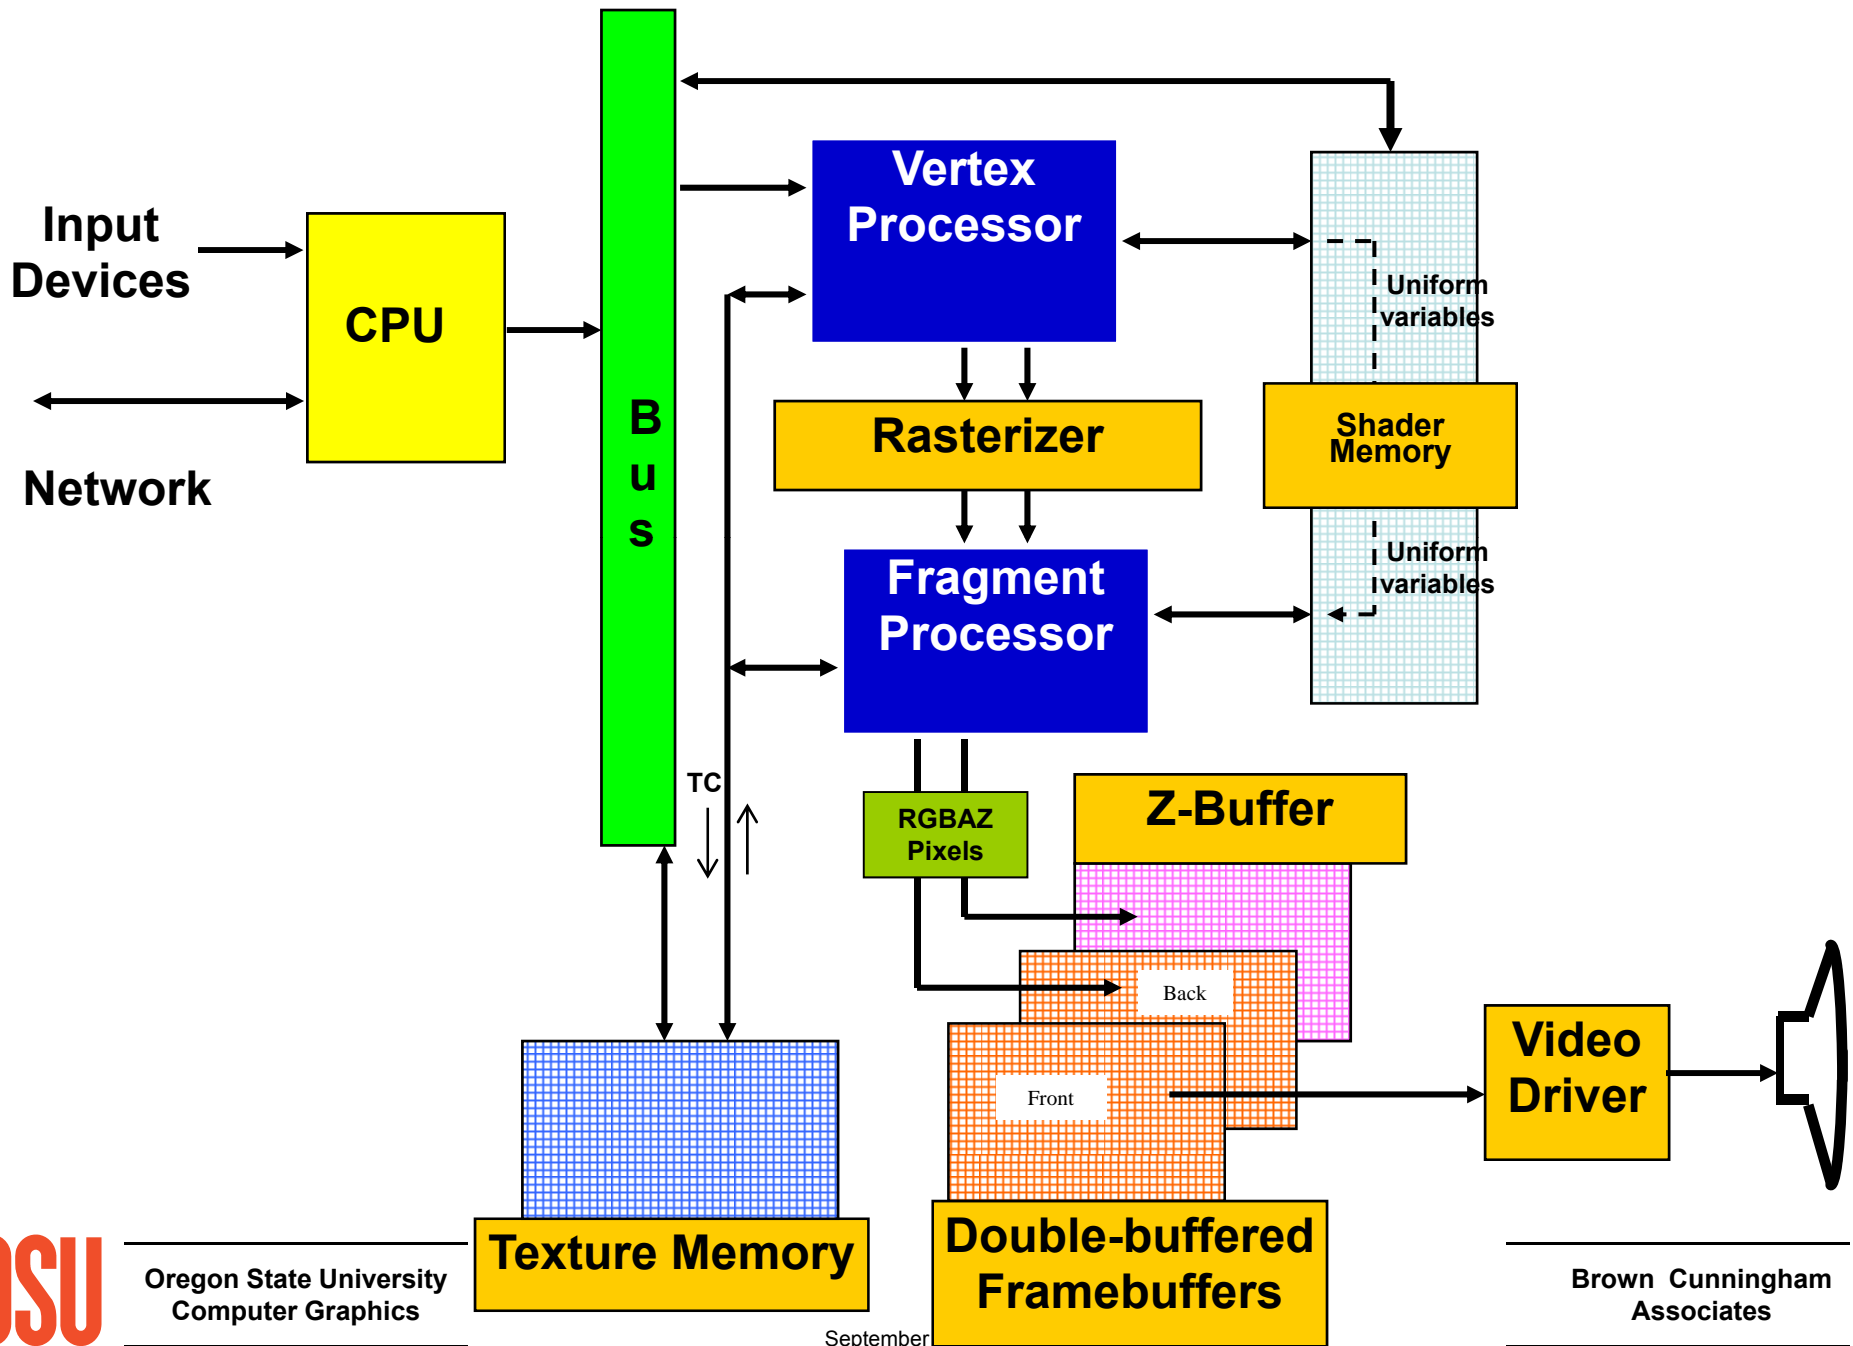 Input
Devices
Network
CPU
B
u
s
Vertex
Processor
Rasterizer
Fragment
Processor
Uniform
variables
Shader
Memory
Uniform
variables
TC
RGBAZ
Pixels
Z-Buffer
Back
Front
Video
Driver
Texture Memory
Double-buffered
Framebuffers
OSU
Oregon State University
Computer Graphics
September
Brown Cunningham
Associates